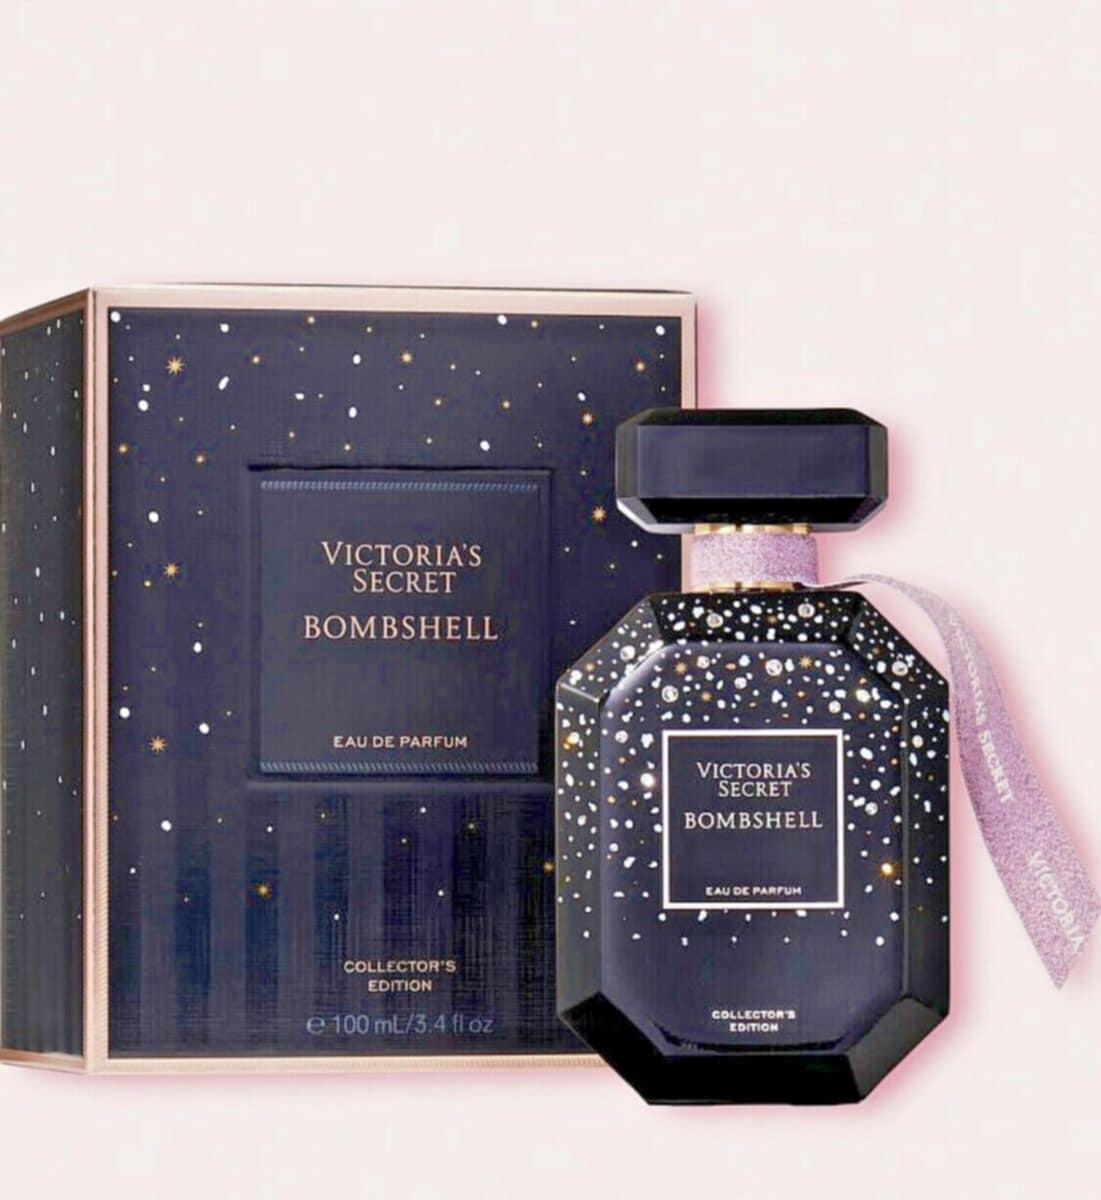 VICTORIA'S
SECRET
BOMBSHELL
EAU DE PARFUM
COLLECTOR'S
EDITION
e 100 mL/3.4 fl oz
VICTORIA'S
SECRET
BOMBSHELL
EAU DE PARFUM
COLLECTOR'S
EDITION
SECRET
VICTORIA